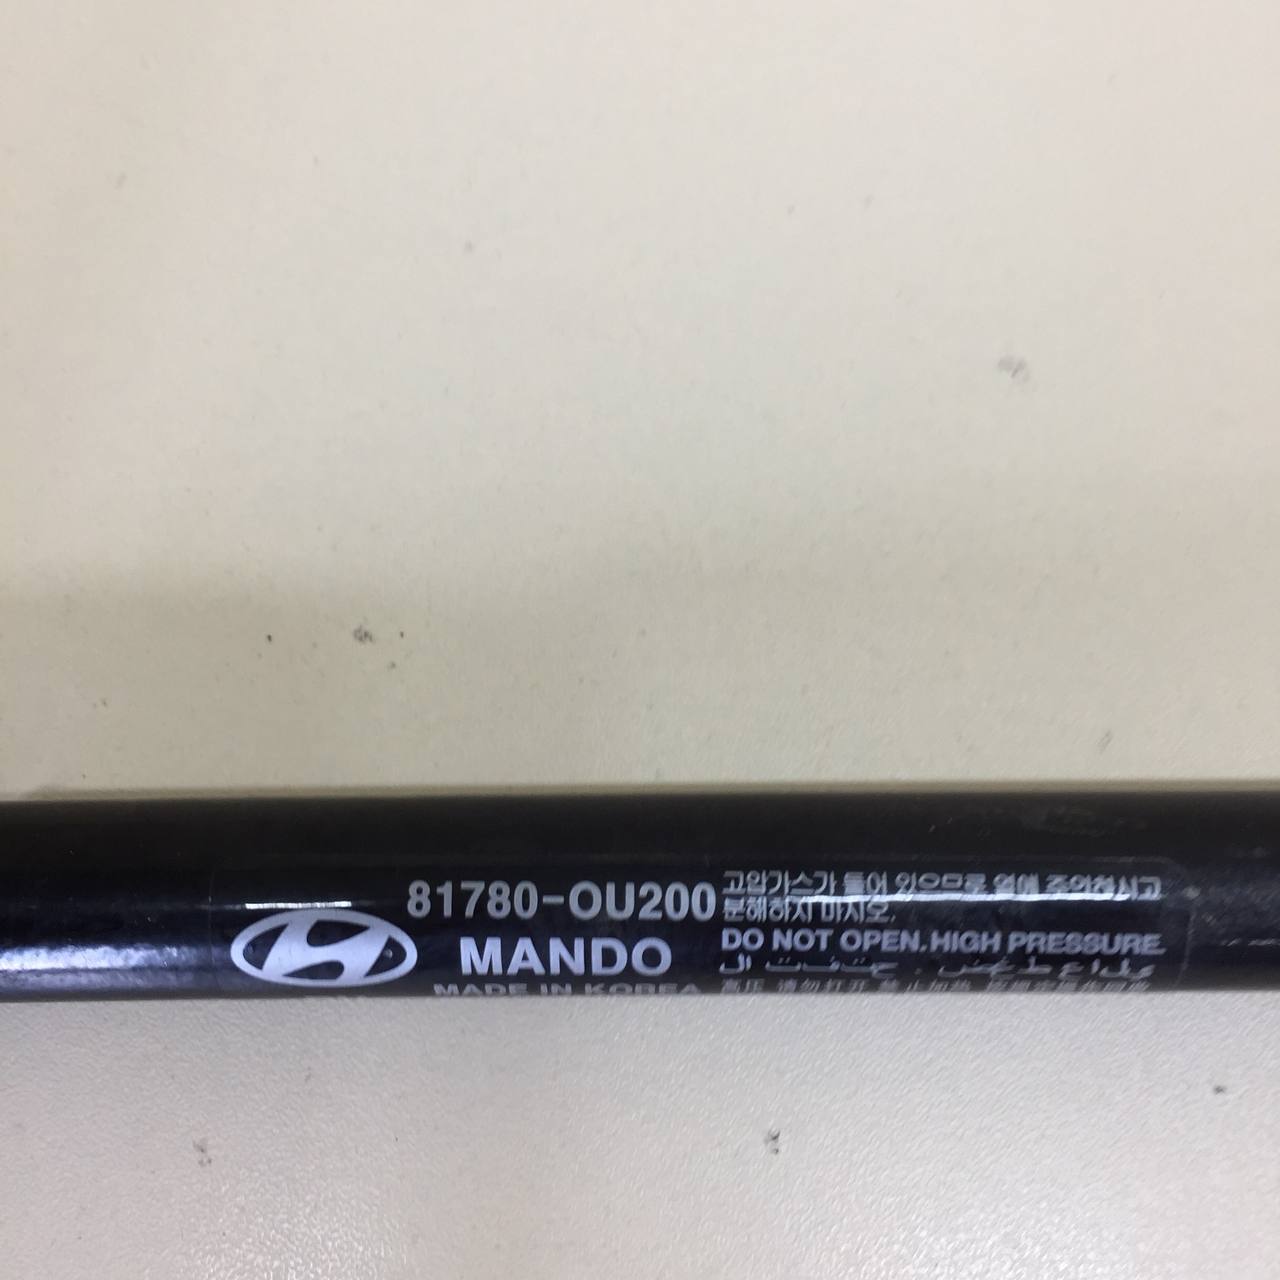 81780-OU200
MANDO
MADE IN KOREA
고압가스가 들어 있으므로 열에 주의하시고
분해하지 마시오.
DO NOT OPEN. HIGH PRESSURE.